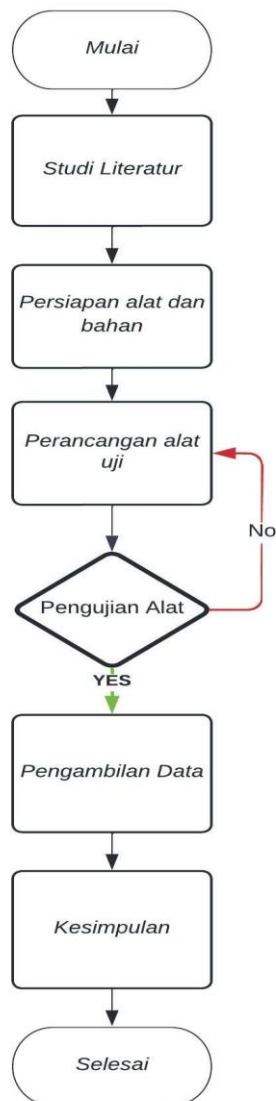 Mulai
Studi Literatur
Persiapan alat dan
bahan
Perancangan alat
uji
No
Pengujian Alat
YES
Pengambilan Data
Kesimpulan
Selesai